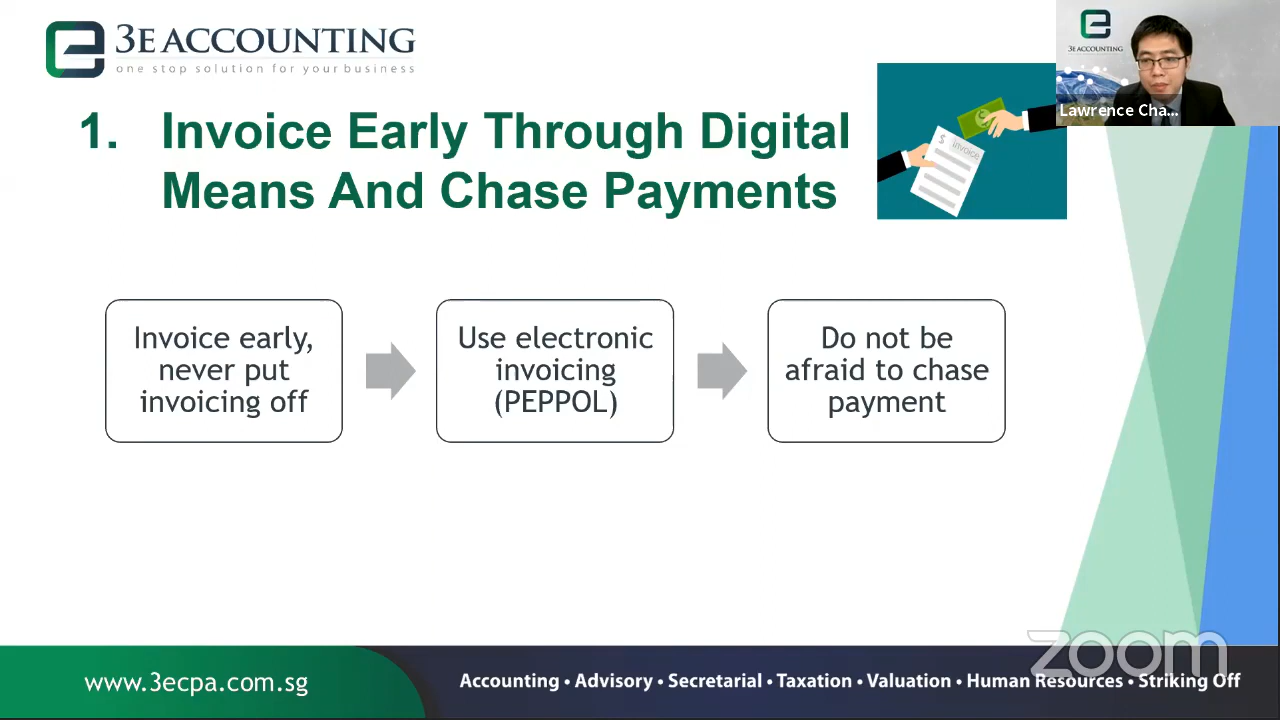 3E ACCOUNTING
one stop solution for your business
3E ACCOUNTING
Lawrence Cha...
1. Invoice Early Through Digital
Means And Chase Payments
$ invoice
Invoice early,
never put
invoicing off
Use electronic
invoicing
(PEPPOL)
Do not be
afraid to chase
payment
zoom
www.3ecpa.com.sg
Accounting • Advisory • Secretarial • Taxation • Valuation • Human Resources • Striking Off